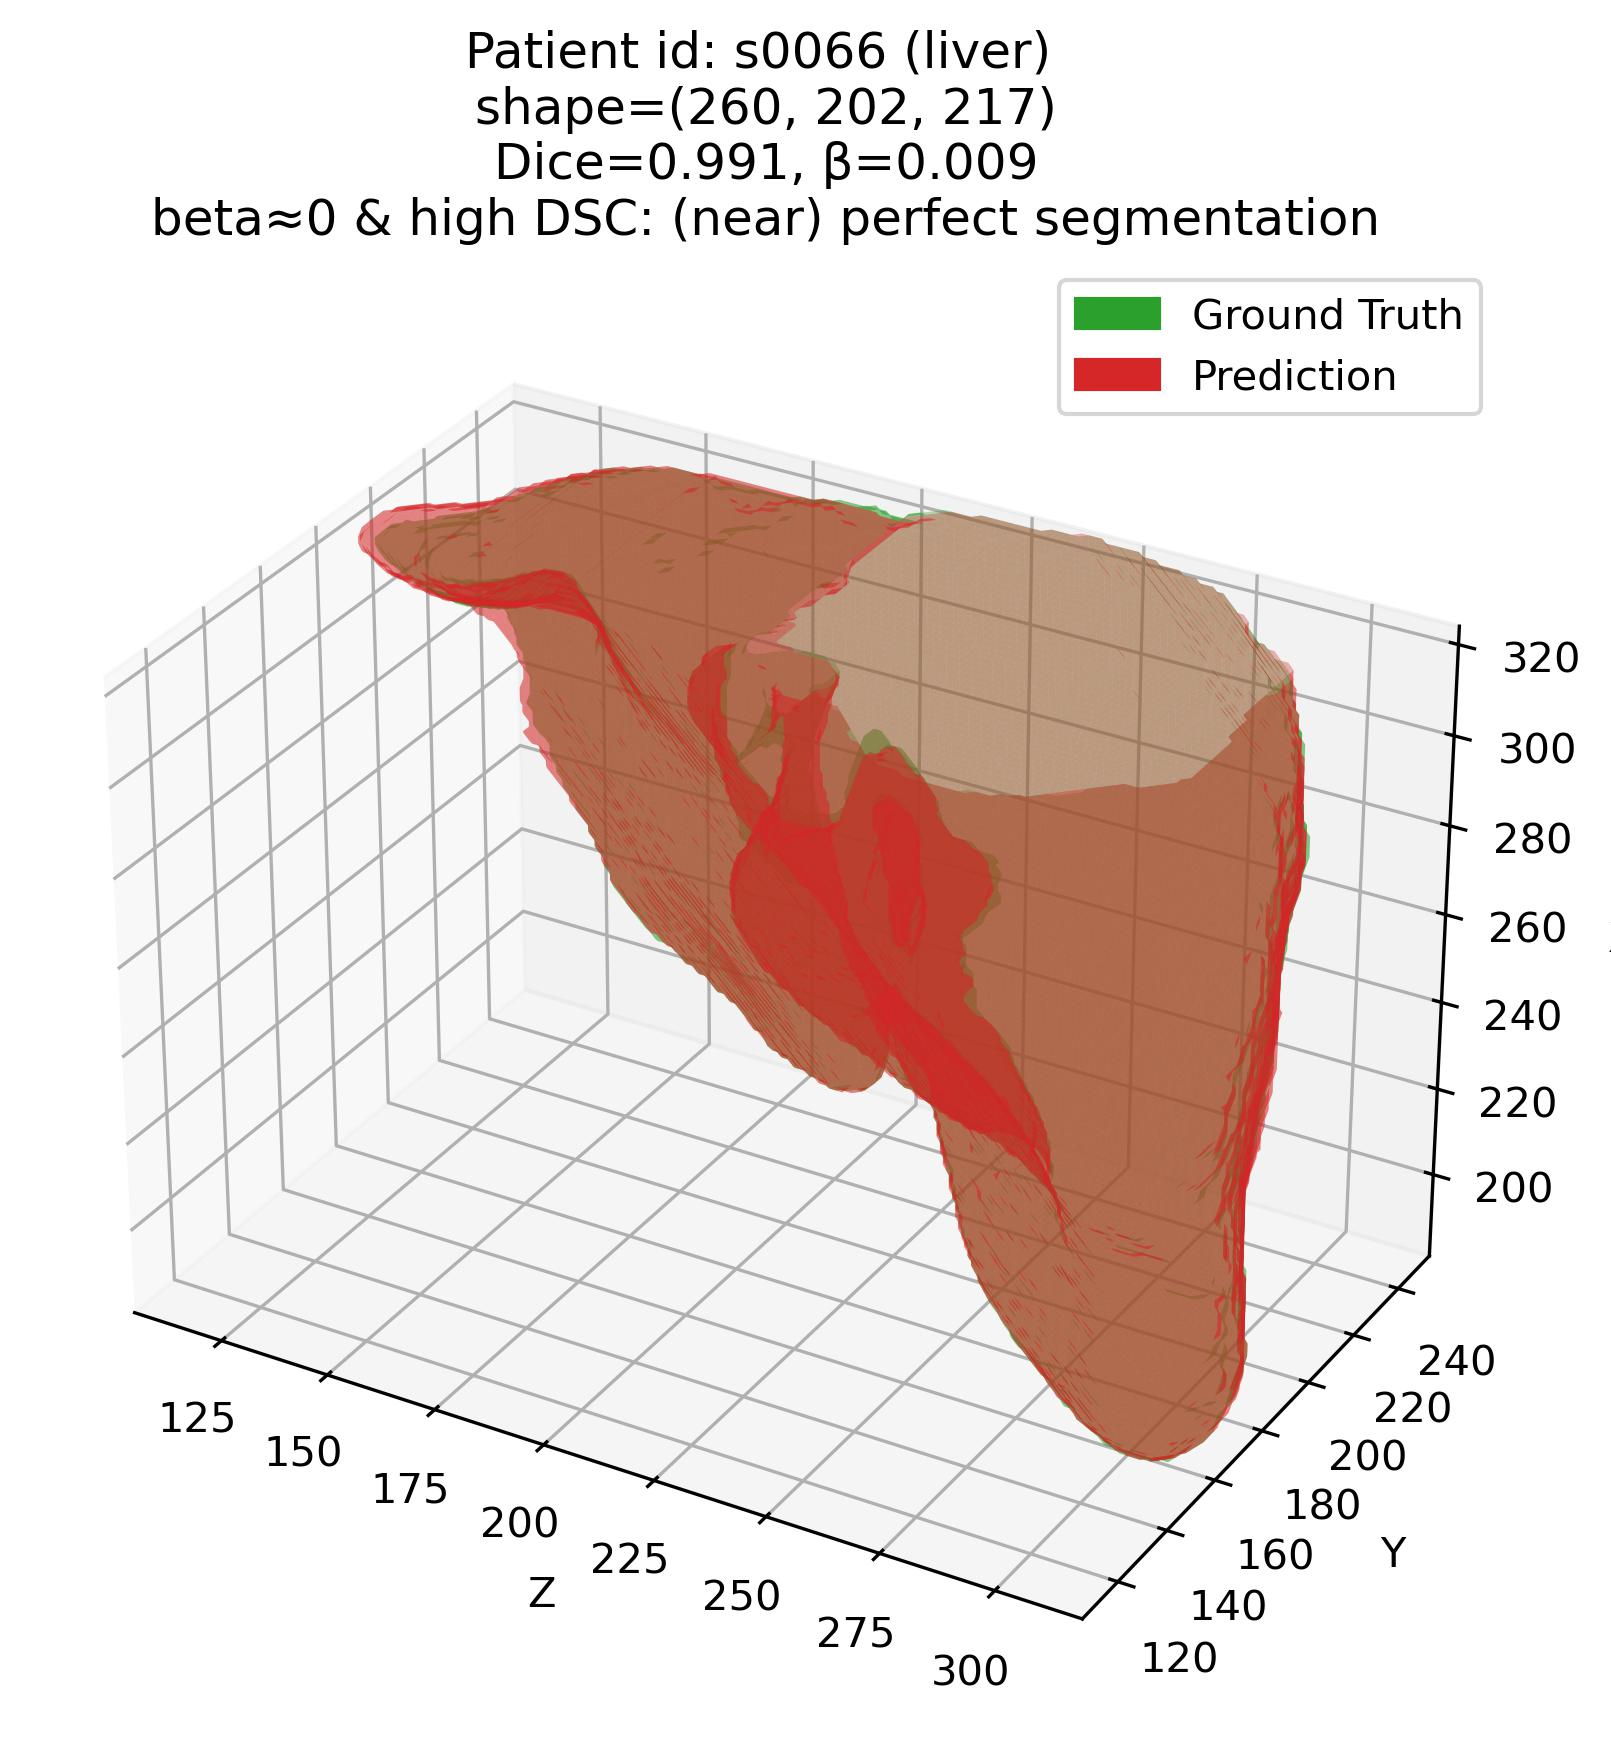 Patient id: s0066 (liver)
shape=(260, 202, 217)
Dice=0.991, β=0.009
beta≈0 & high DSC: (near) perfect segmentation
Ground Truth
Prediction
320
300
280
260
240
220
200
240
220
200
180
160
140
120
Y
125
150
175
200
225
250
275
300
Z